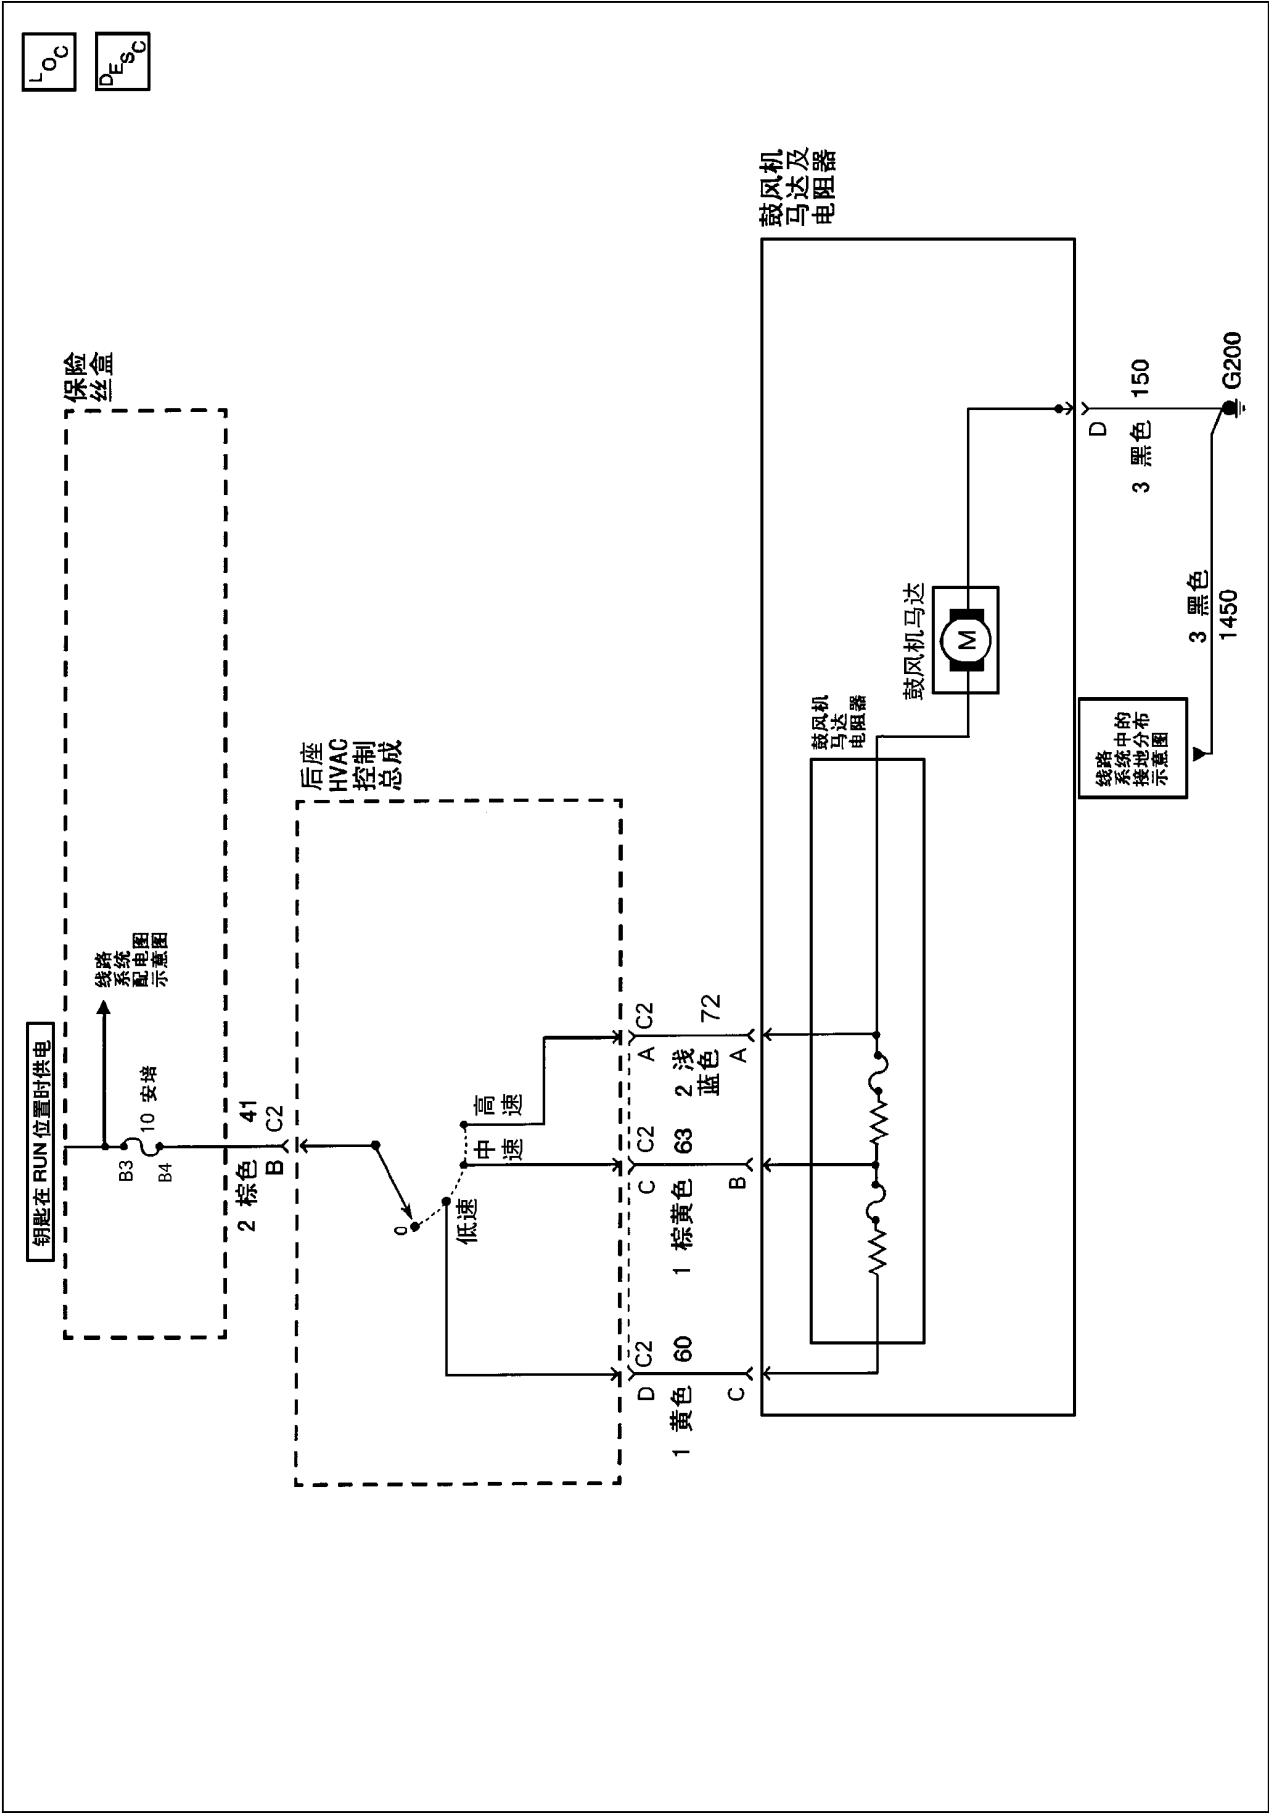 LOC
DESC
钥匙在 RUN 位置时供电
保险
丝盒
线路
系统
配电图
示意图
B3
10 安培
B4
2 棕色
41
B
C2
后座
HVAC
控制
总成
0
低速
中速
高速
D
C2
C
C2
A
C2
1 黄色
60
1 棕黄色
63
2 浅
蓝色
72
C
B
A
鼓风机
马达及
电阻器
鼓风机
马达
电阻器
鼓风机马达
M
D
3 黑色
150
线路
系统中的
接地分布
示意图
3 黑色
1450
G200